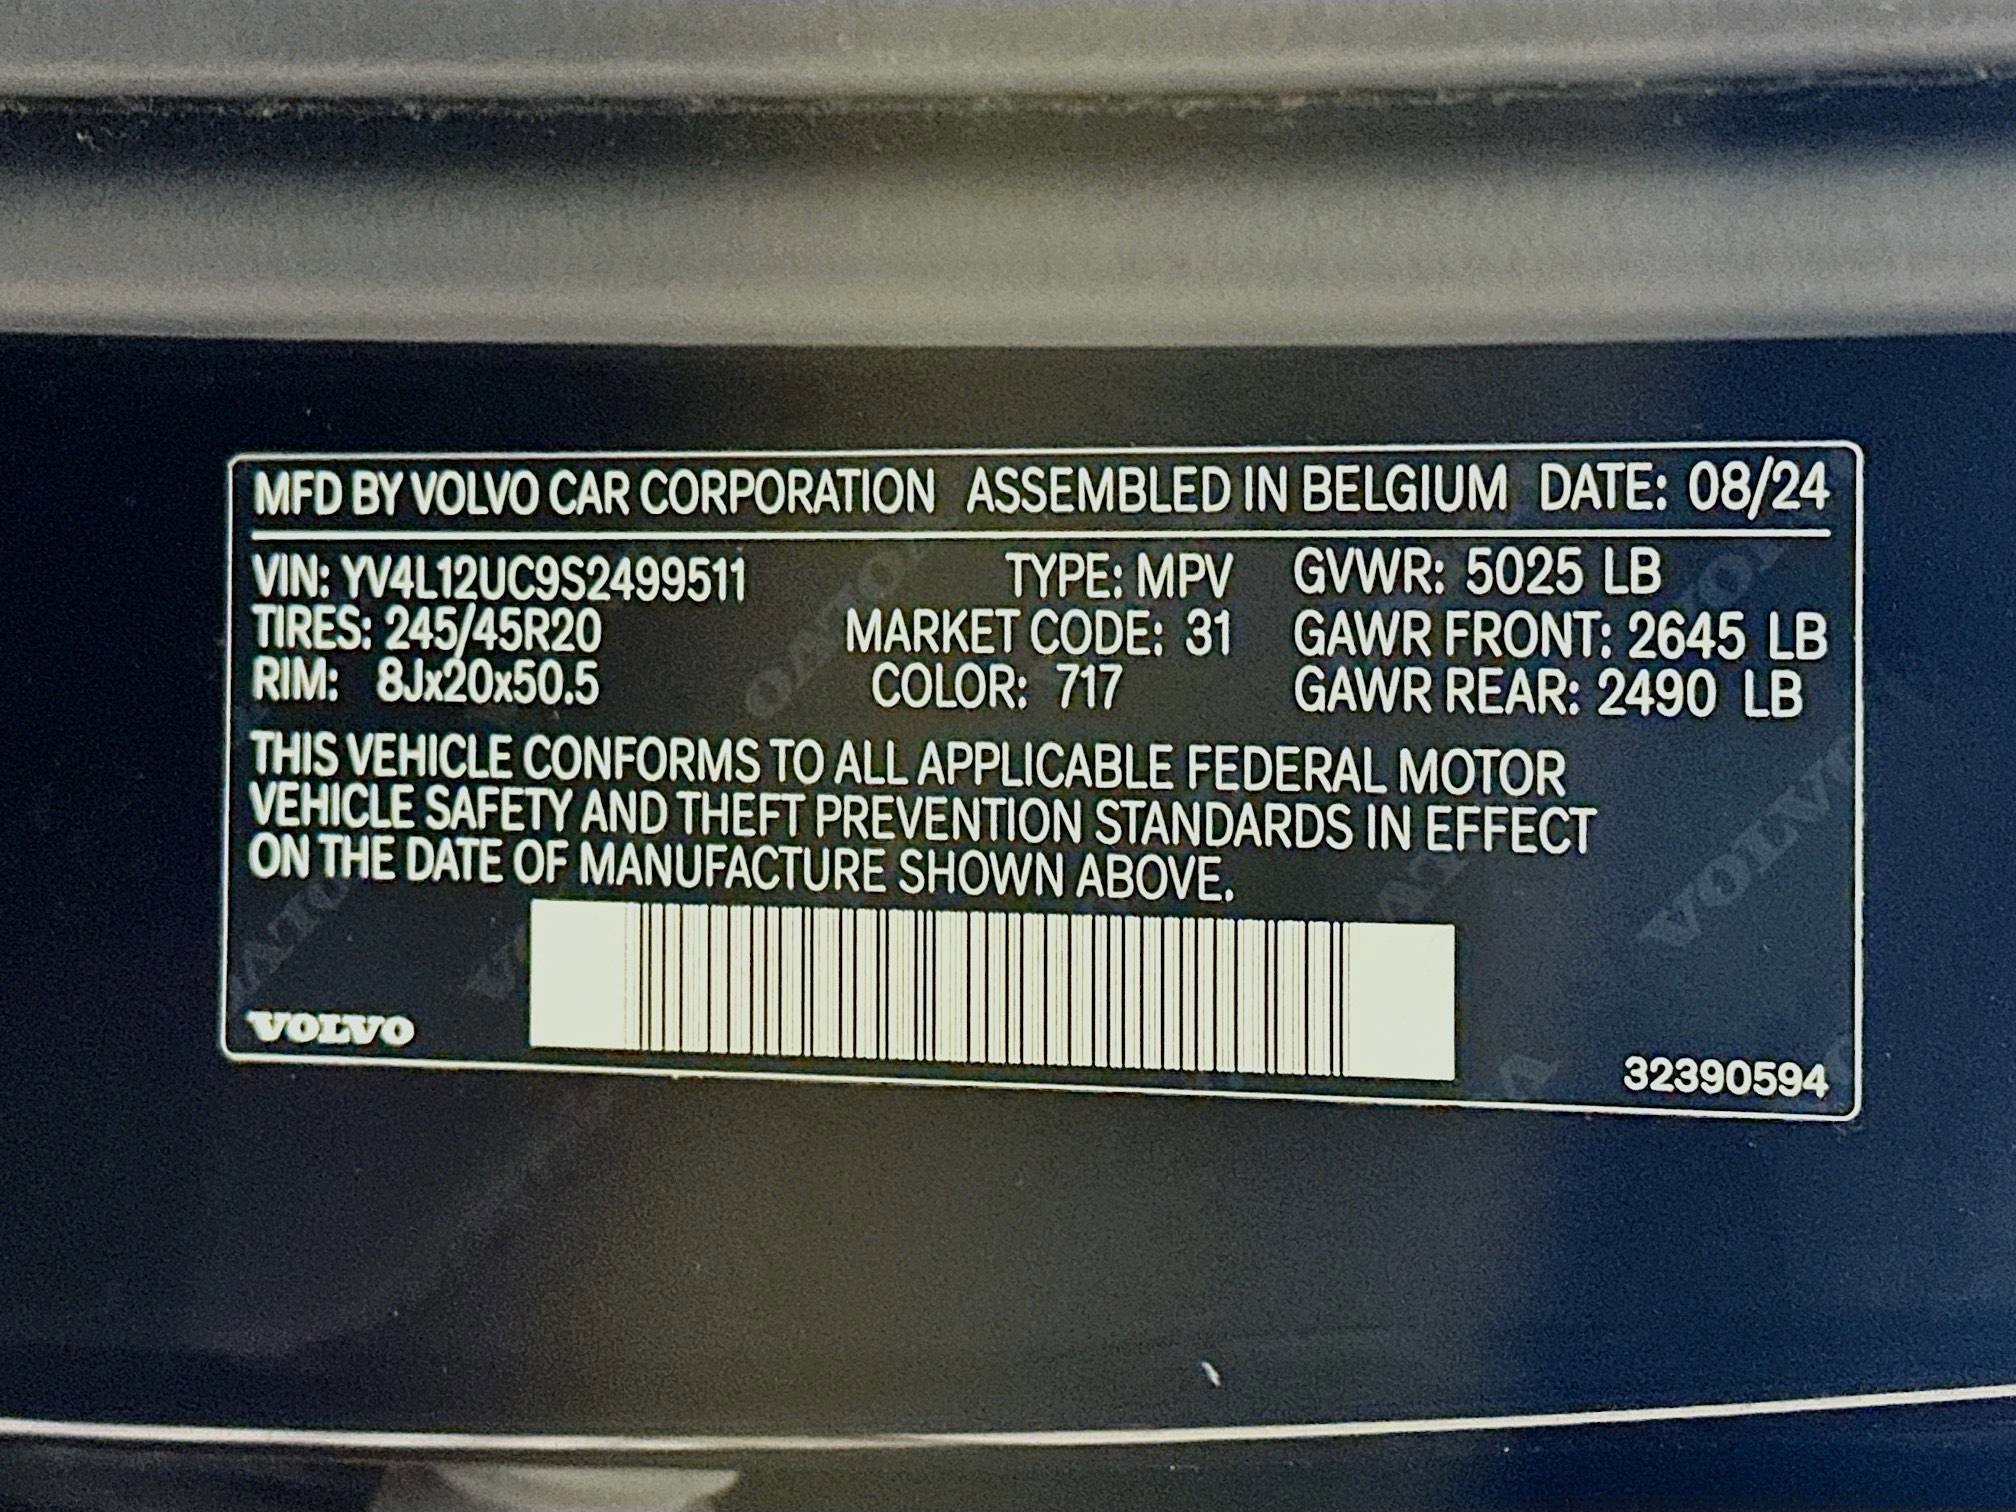 MFD BY VOLVO CAR CORPORATION ASSEMBLED IN BELGIUM DATE: 08/24
VIN: YV4L12UC9S2499511 TYPE: MPV GVWR: 5025 LB
TIRES: 245/45R20 MARKET CODE: 31 GAWR FRONT: 2645 LB
RIM: 8Jx20x50.5 COLOR: 717 GAWR REAR: 2490 LB
THIS VEHICLE CONFORMS TO ALL APPLICABLE FEDERAL MOTOR
VEHICLE SAFETY AND THEFT PREVENTION STANDARDS IN EFFECT
ON THE DATE OF MANUFACTURE SHOWN ABOVE.
VOLVO
32390594